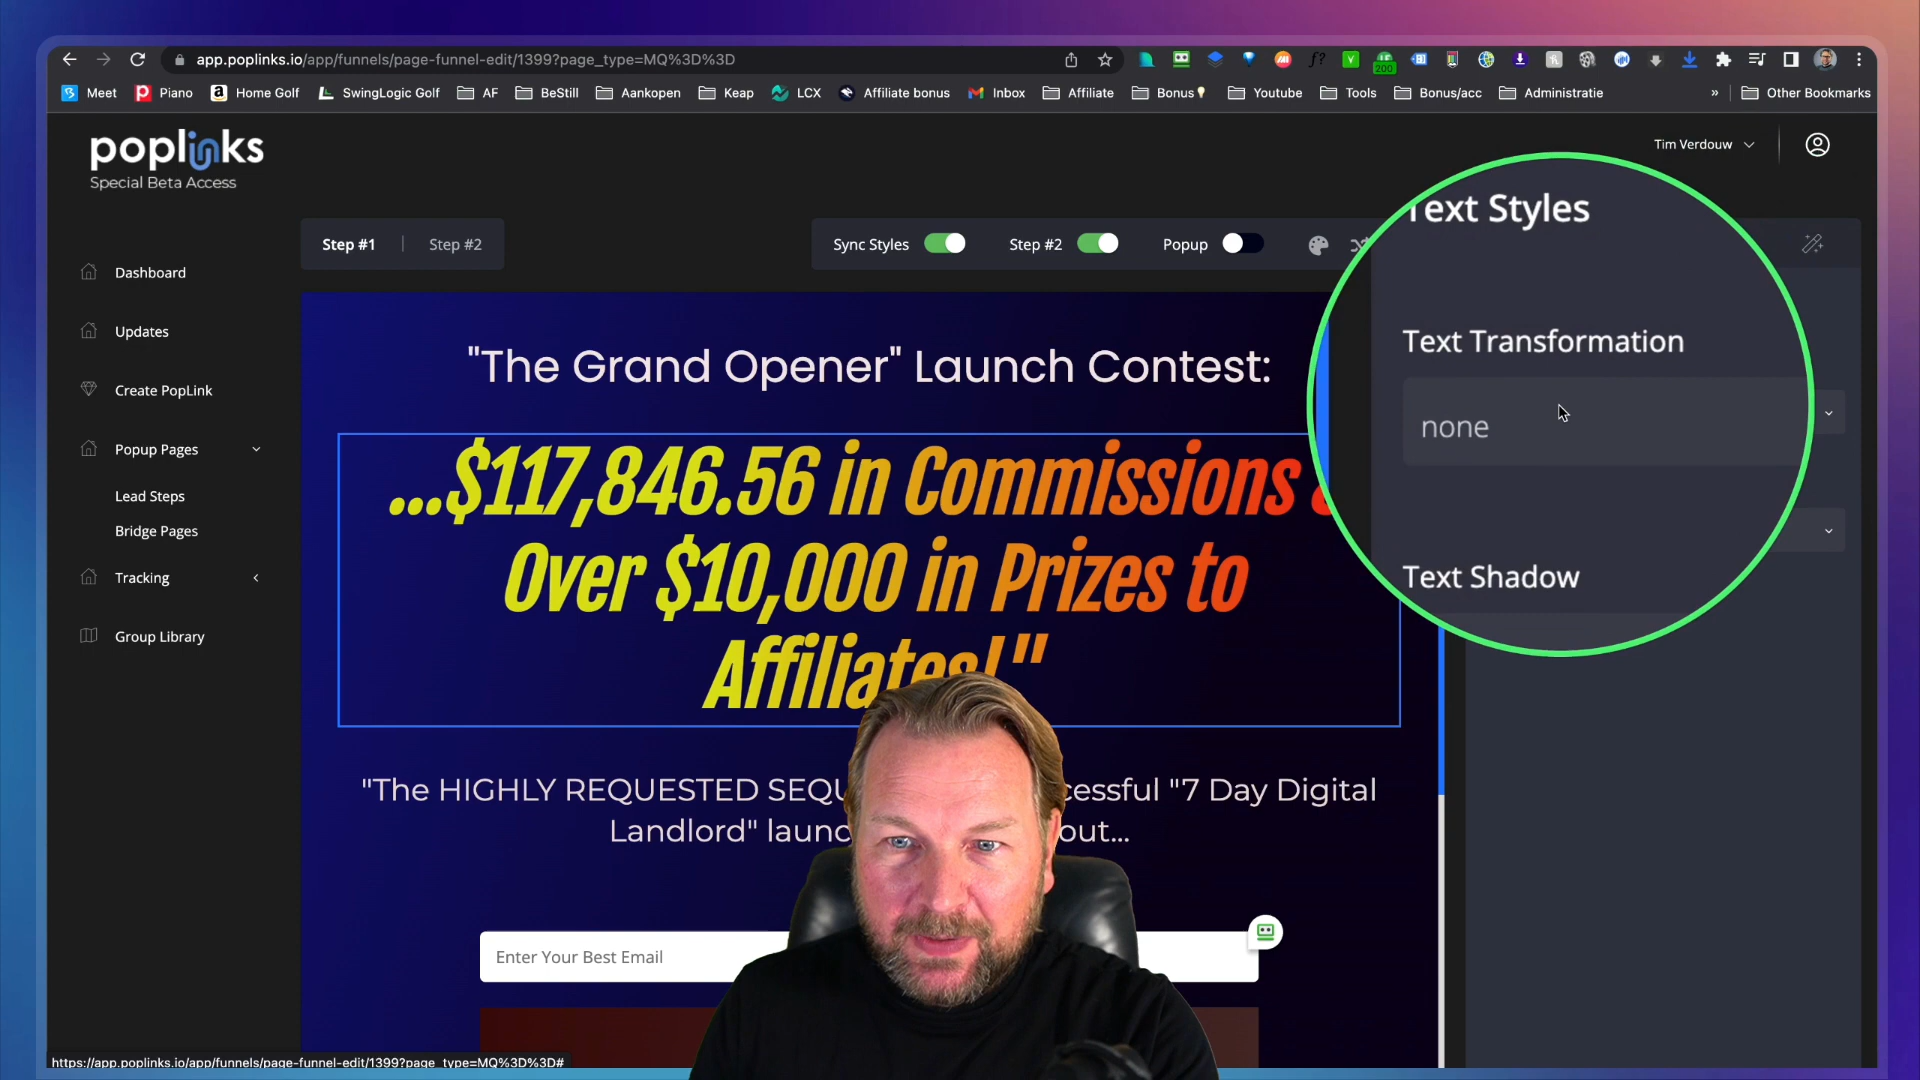 app.poplinks.io/app/funnels/page-funnel-edit/1399?page_type=MQ%3D%3D
f?
V
200
Meet
Piano
Home Golf
SwingLogic Golf
AF
BeStill
Aankopen
Keap
LCX
Affiliate bonus
Inbox
Affiliate
Bonus
Youtube
Tools
Bonus/acc
Administratie
»
Other Bookmarks
poplinks
Special Beta Access
Tim Verdouw
Step #1
Step #2
Sync Styles
Step #2
Popup
Text Styles
Text Transformation
none
Text Shadow
Dashboard
Updates
Create PopLink
Popup Pages
Lead Steps
Bridge Pages
Tracking
Group Library
"The Grand Opener" Launch Contest:
...$117,846.56 in Commissions
Over $10,000 in Prizes to
Affiliates!"
"The HIGHLY REQUESTED "7 Day Digital
Landlord" out...
Enter Your Best Email
https://app.poplinks.io/app/funnels/page-funnel-edit/1399?page_type=MQ%3D%3D#